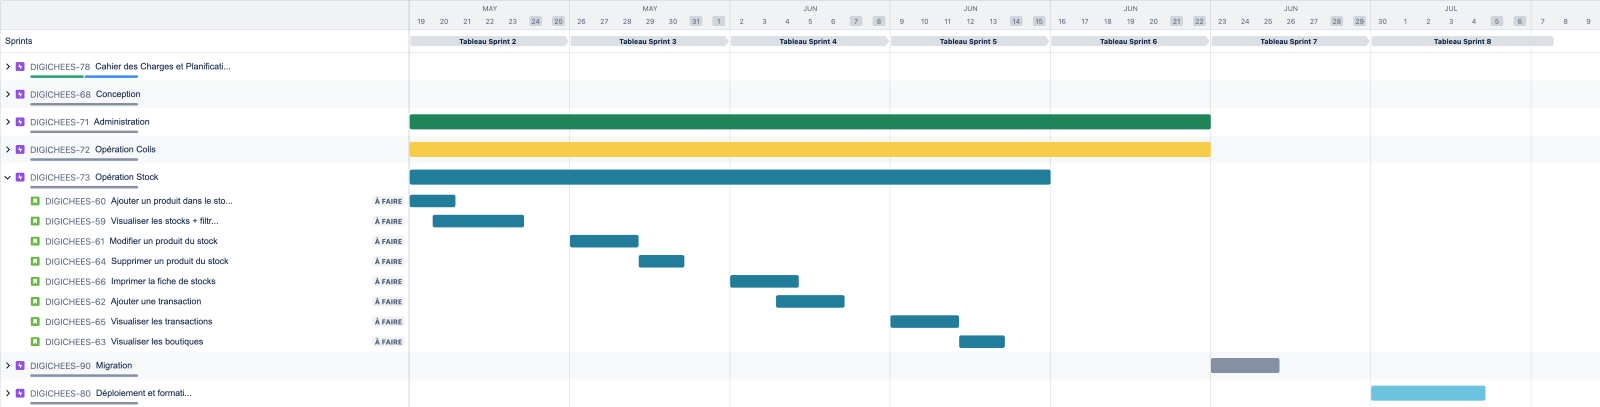 MAY MAY JUN JUN JUN JUN JUL
19 20 21 22 23 24 25 26 27 28 29 30 31 1 2 3 4 5 6 7 8 9 10 11 12 13 14 15 16 17 18 19 20 21 22 23 24 25 26 27 28 29 30 1 2 3 4 5 6 7 8 9
Sprints Tableau Sprint 2 Tableau Sprint 3 Tableau Sprint 4 Tableau Sprint 5 Tableau Sprint 6 Tableau Sprint 7 Tableau Sprint 8
DIGICHEES-78 Cahier des Charges et Planificati...
DIGICHEES-68 Conception
DIGICHEES-71 Administration
DIGICHEES-72 Opération Colis
DIGICHEES-73 Opération Stock
DIGICHEES-60 Ajouter un produit dans le sto... À FAIRE
DIGICHEES-59 Visualiser les stocks + filtr... À FAIRE
DIGICHEES-61 Modifier un produit du stock À FAIRE
DIGICHEES-64 Supprimer un produit du stock À FAIRE
DIGICHEES-66 Imprimer la fiche de stocks À FAIRE
DIGICHEES-62 Ajouter une transaction À FAIRE
DIGICHEES-65 Visualiser les transactions À FAIRE
DIGICHEES-63 Visualiser les boutiques À FAIRE
DIGICHEES-90 Migration
DIGICHEES-80 Déploiement et formati...